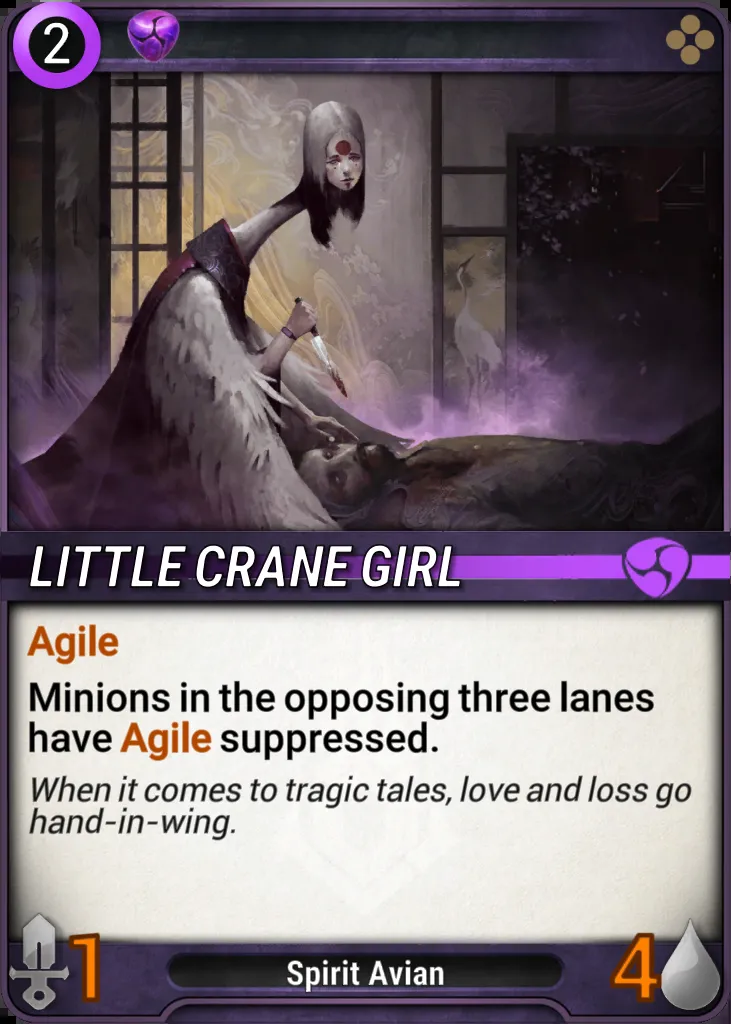 2
LITTLE CRANE GIRL
Agile
Minions in the opposing three lanes
have Agile suppressed.
When it comes to tragic tales, love and loss go
hand-in-wing.
1
Spirit Avian
4